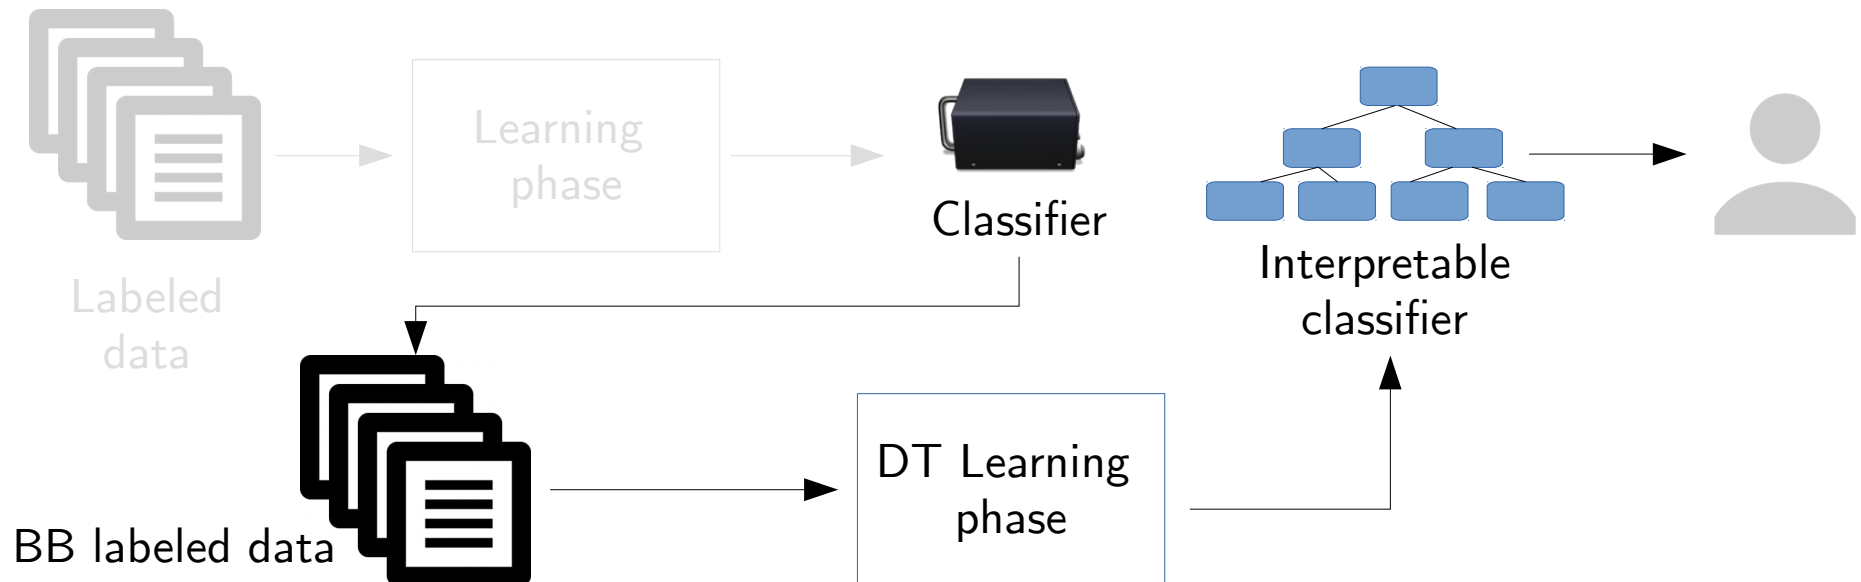 Learning
phase
Classifier
Labeled
data
Interpretable
classifier
BB labeled data
DT Learning
phase